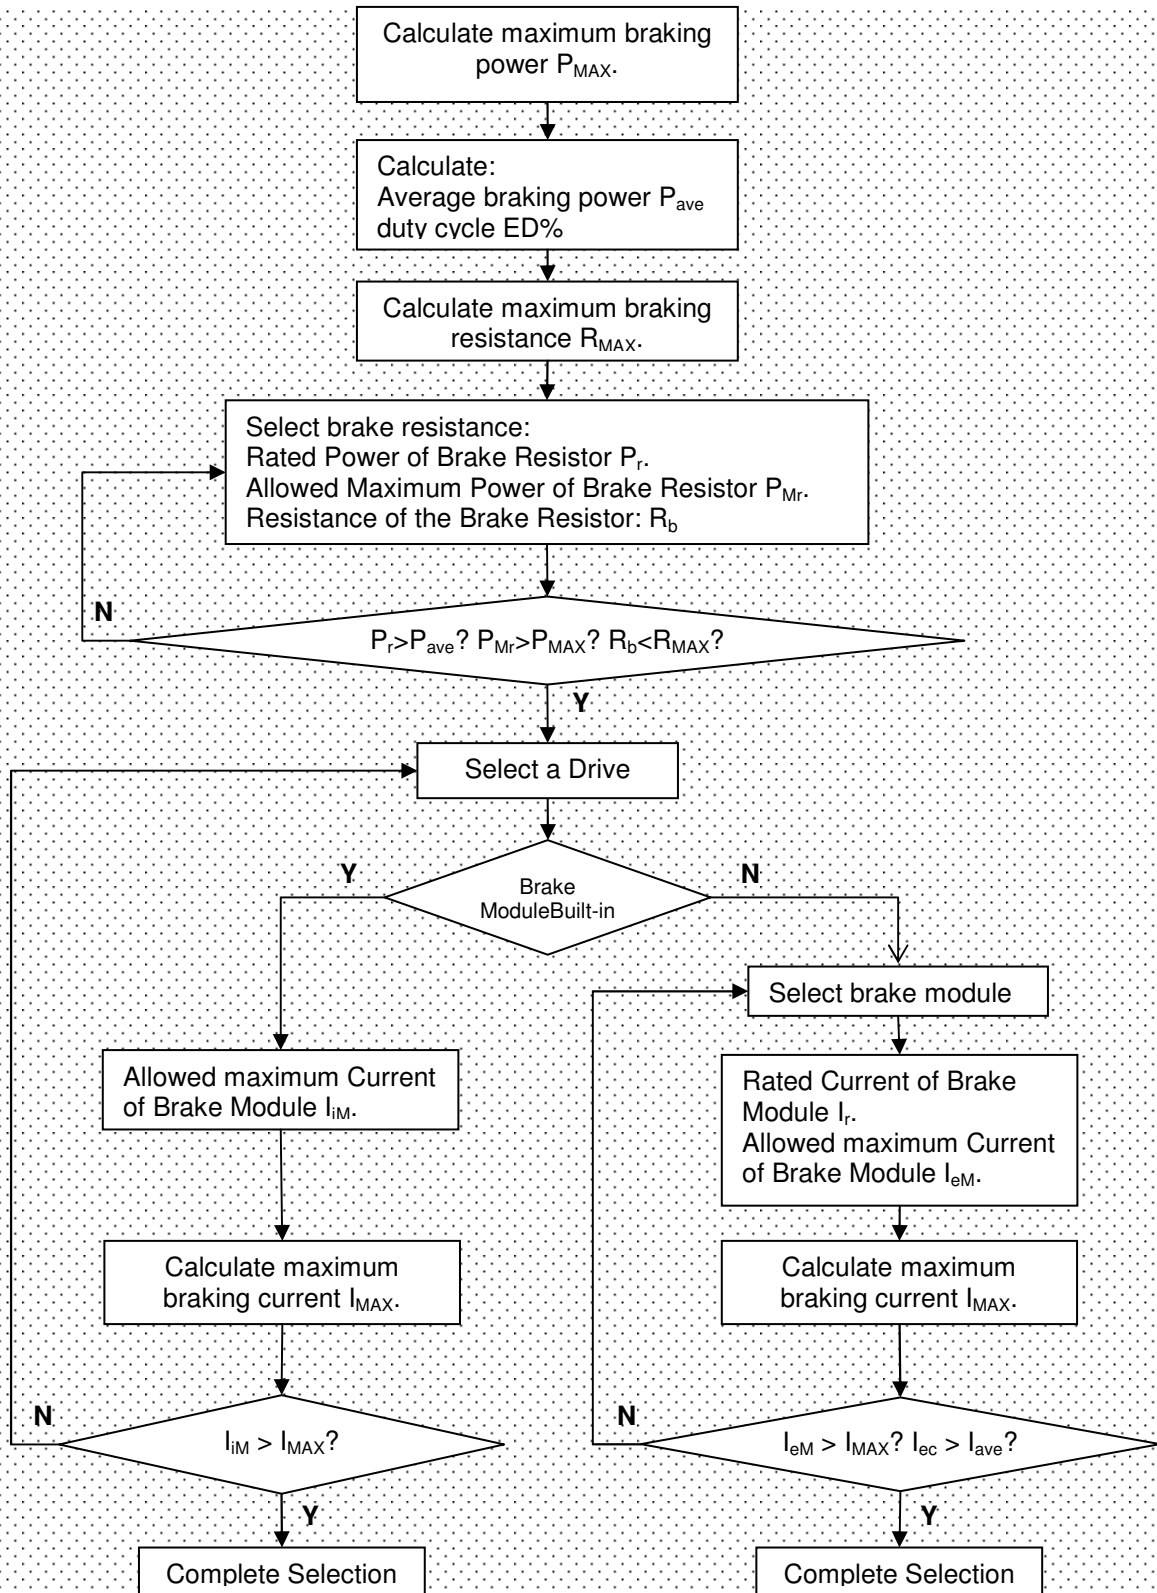 Calculate maximum braking
power PMAX.
Calculate:
Average braking power Pave
duty cycle ED%
Calculate maximum braking
resistance RMAX.
Select brake resistance:
Rated Power of Brake Resistor Pr.
Allowed Maximum Power of Brake Resistor PMr.
Resistance of the Brake Resistor: Rb
N
Pr>Pave? PMr>PMAX? Rb<RMAX?
Y
Select a Drive
Y
N
Brake
ModuleBuilt-in
Select brake module
Allowed maximum Current
of Brake Module IiM.
Rated Current of Brake
Module Ir.
Allowed maximum Current
of Brake Module IeM.
Calculate maximum
braking current IMAX.
Calculate maximum
braking current IMAX.
N
IiM > IMAX?
N
IeM > IMAX? Iec > Iave?
Y
Y
Complete Selection
Complete Selection